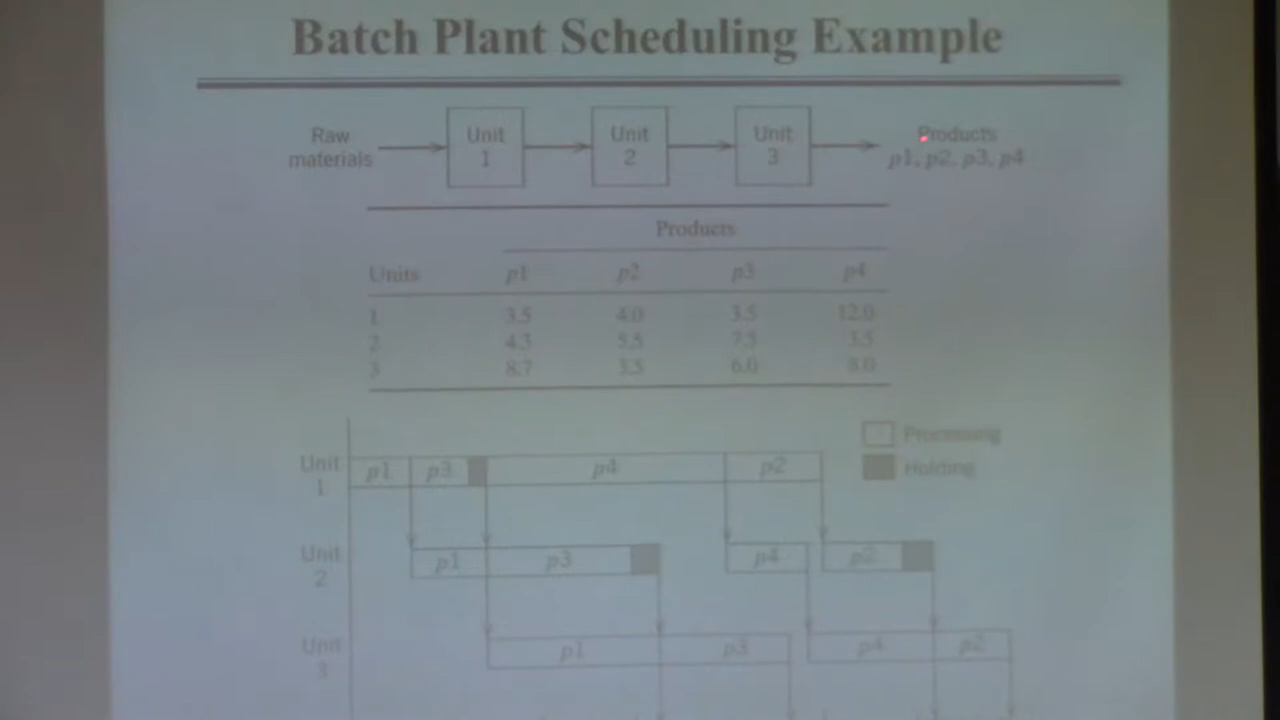 Batch Plant Scheduling Example
Raw materials
Unit 1
Unit 2
Unit 3
Products
p1, p2, p3, p4
Products
Units p1 p2 p3 p4
1 3.5 4.0 3.5 12.0
2 4.3 5.5 7.5 3.5
3 8.7 3.5 6.0 8.0
Processing
Holding
Unit 1 p1 p3 p4 p2
Unit 2 p1 p3 p4 p2
Unit 3 p1 p3 p4 p2